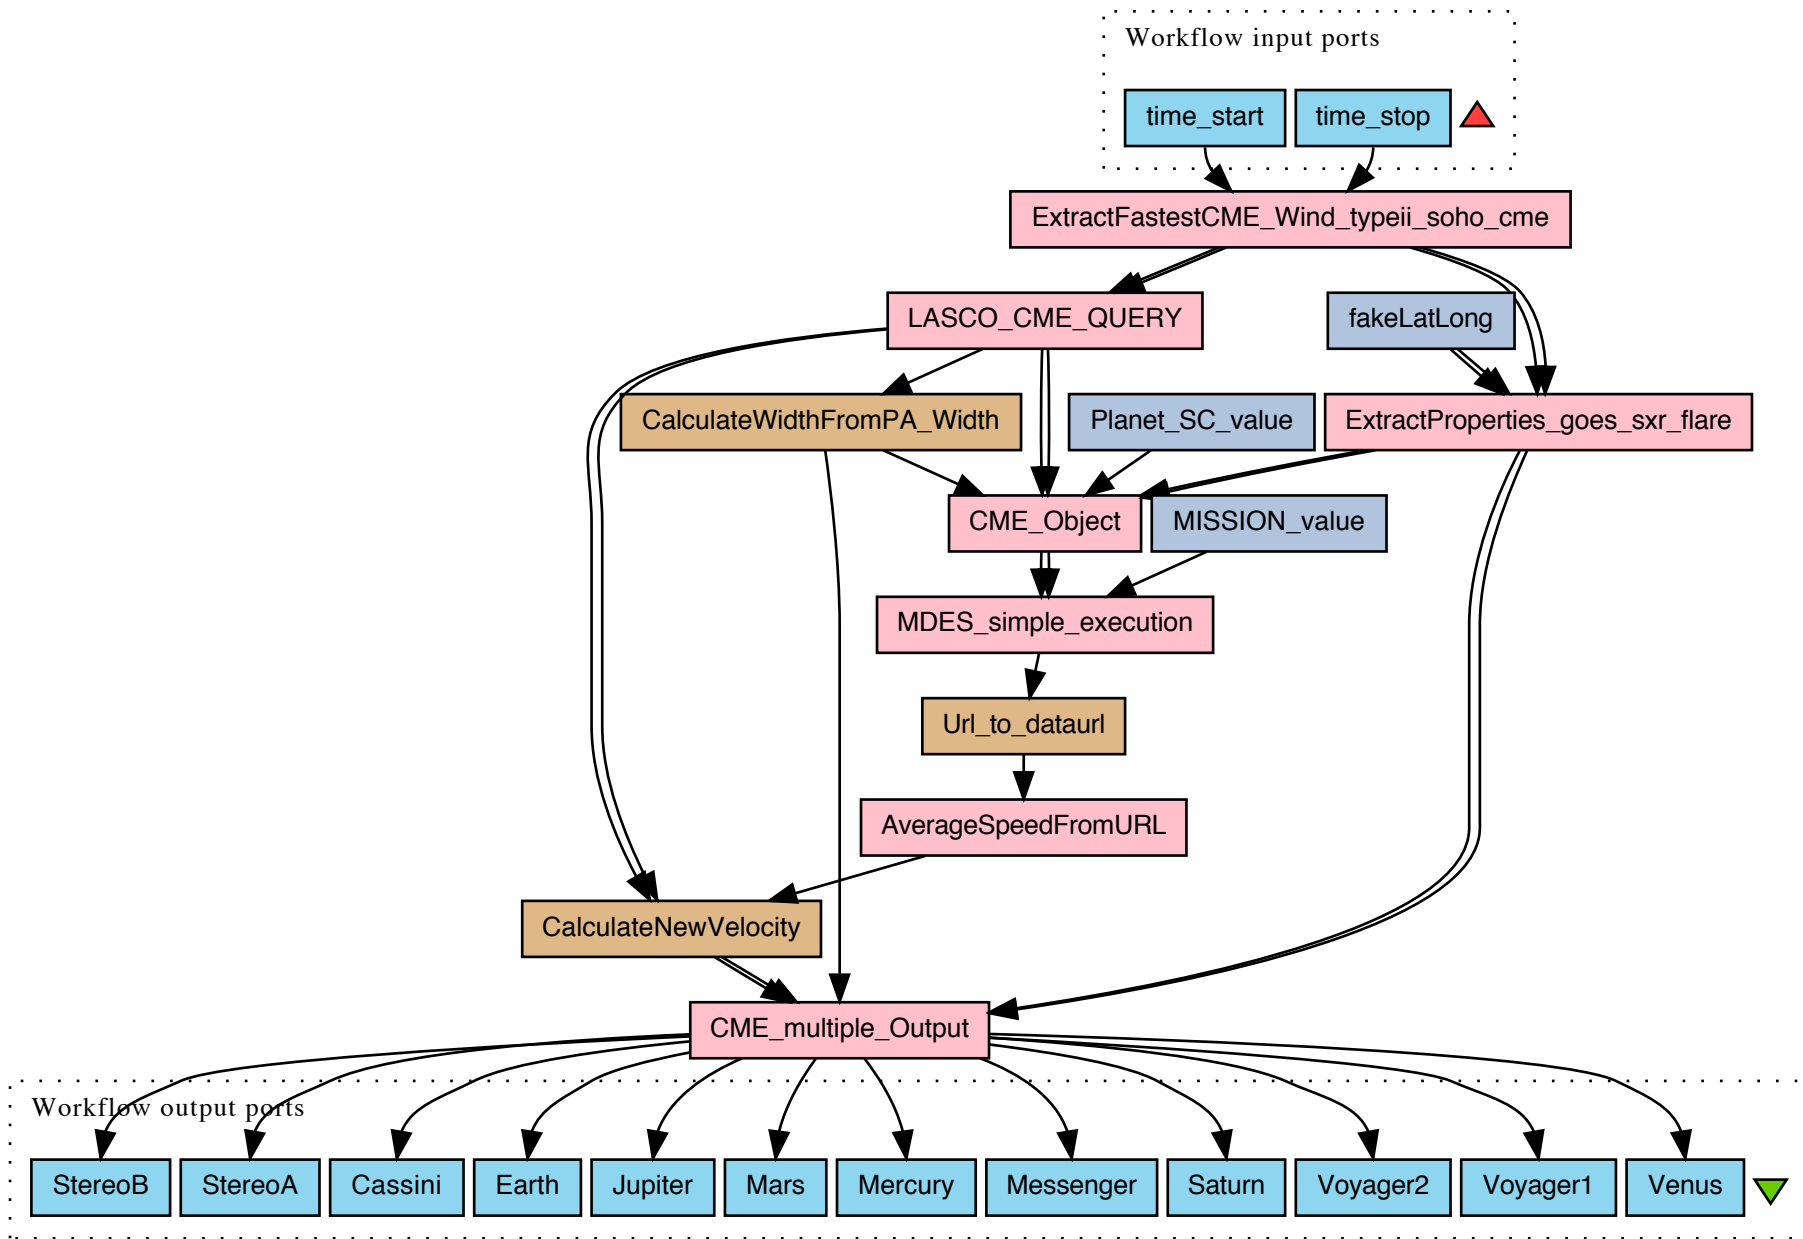 Workflow input ports
time_start
time_stop
ExtractFastestCME_Wind_typeii_soho_cme
LASCO_CME_QUERY
fakeLatLong
CalculateWidthFromPA_Width
Planet_SC_value
ExtractProperties_goes_sxr_flare
CME_Object
MISSION_value
MDES_simple_execution
Url_to_dataurl
AverageSpeedFromURL
CalculateNewVelocity
CME_multiple_Output
Workflow output ports
StereoB
StereoA
Cassini
Earth
Jupiter
Mars
Mercury
Messenger
Saturn
Voyager2
Voyager1
Venus